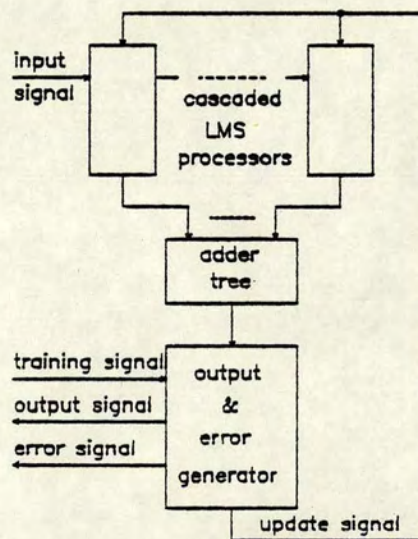 input
signal
cascaded
LMS
processors
adder
tree
training signal
output signal
error signal
output
&
error
generator
update signal